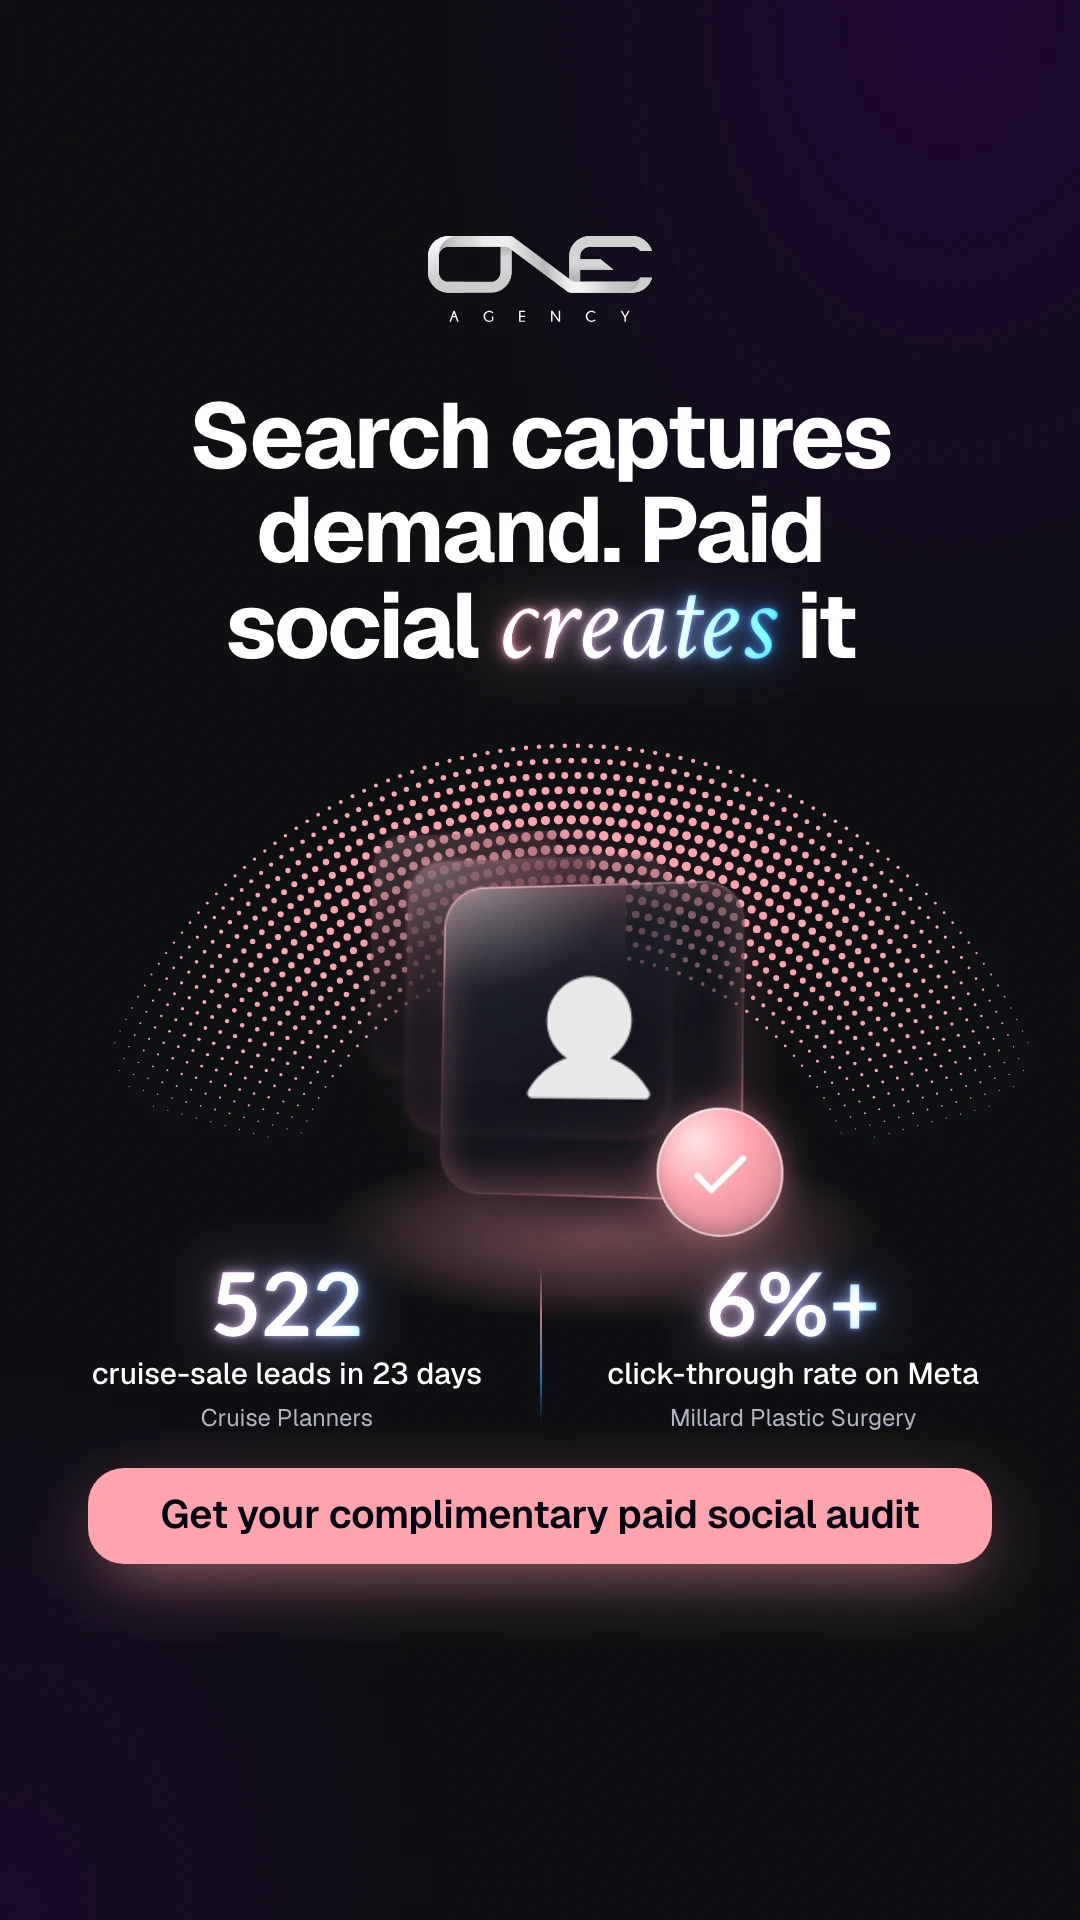 ONE
AGENCY
Search captures
demand. Paid
social creates it
522
cruise-sale leads in 23 days
Cruise Planners
6%+
click-through rate on Meta
Millard Plastic Surgery
Get your complimentary paid social audit